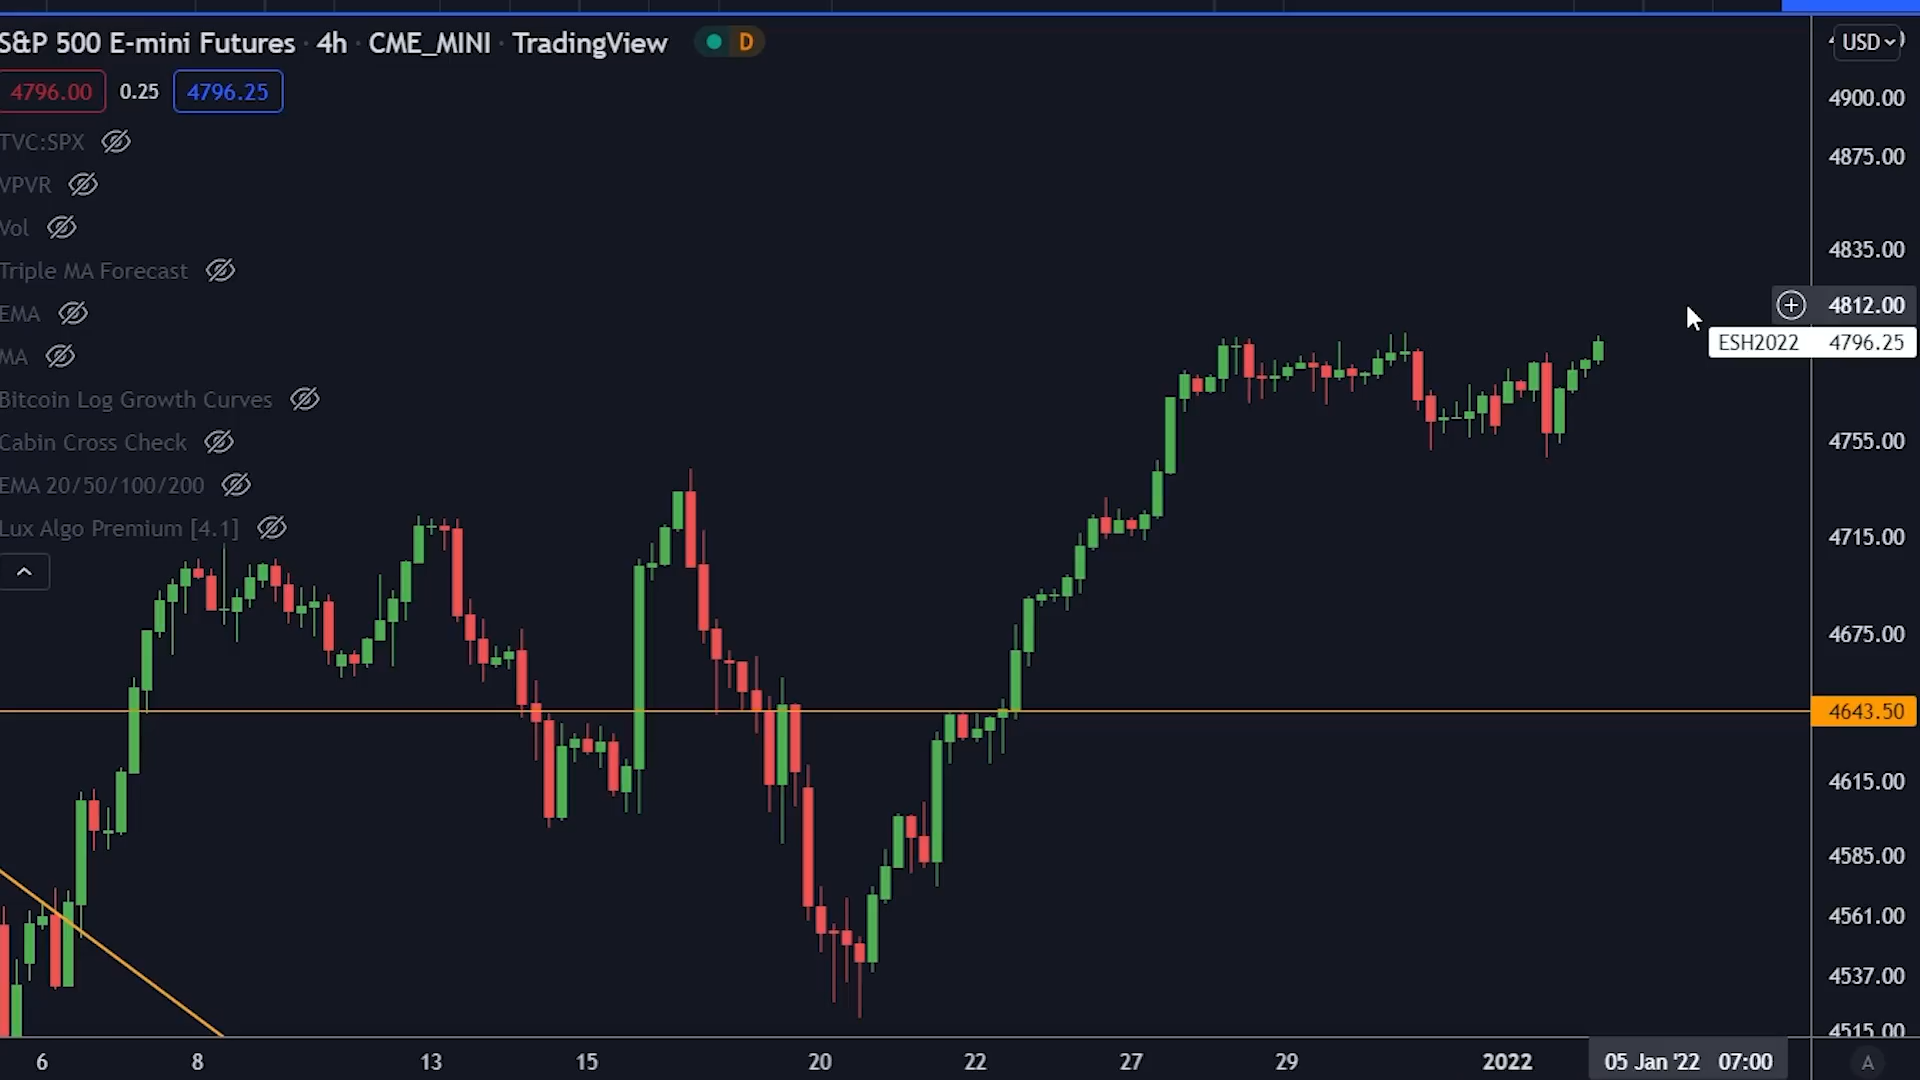 S&P 500 E-mini Futures · 4h · CME_MINI · TradingView D
4796.00 0.25 4796.25
TVC:SPX
VPVR
Vol
Triple MA Forecast
EMA
MA
Bitcoin Log Growth Curves
Cabin Cross Check
EMA 20/50/100/200
Lux Algo Premium [4.1]
USD
4900.00
4875.00
4835.00
4812.00
ESH2022 4796.25
4755.00
4715.00
4675.00
4643.50
4615.00
4585.00
4561.00
4537.00
4515.00
6 8 13 15 20 22 27 29 2022 05 Jan '22 07:00 A